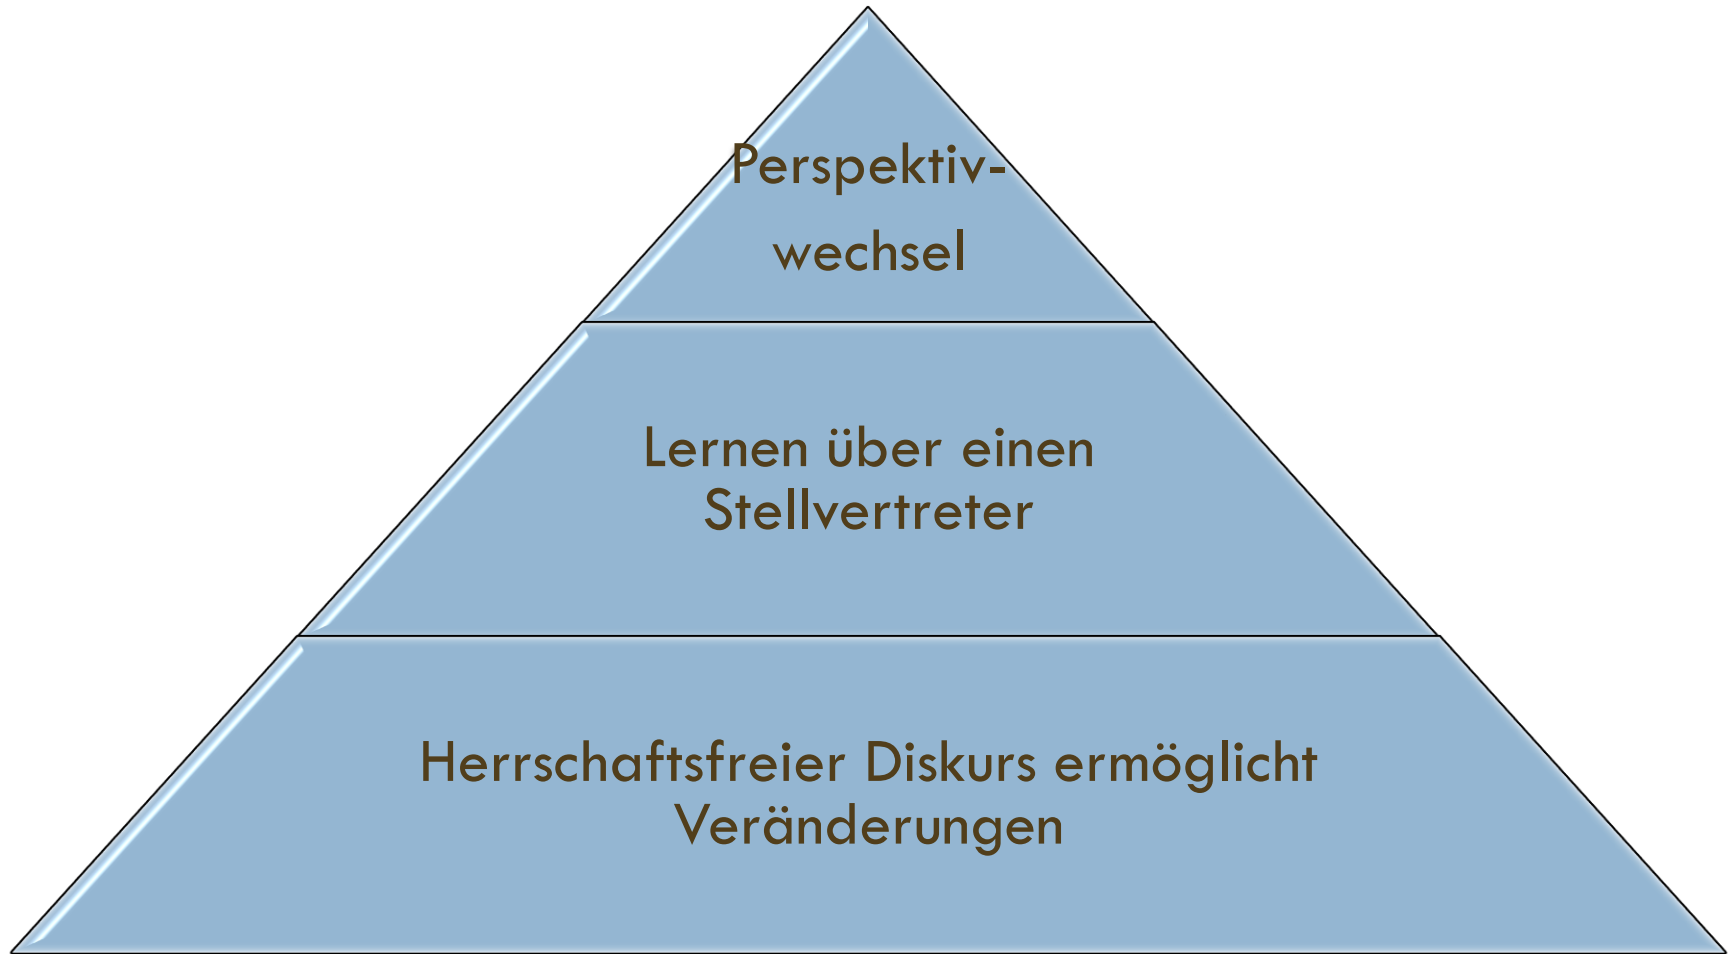 Perspektiv-
wechsel
Lernen über einen
Stellvertreter
Herrschaftsfreier Diskurs ermöglicht
Veränderungen